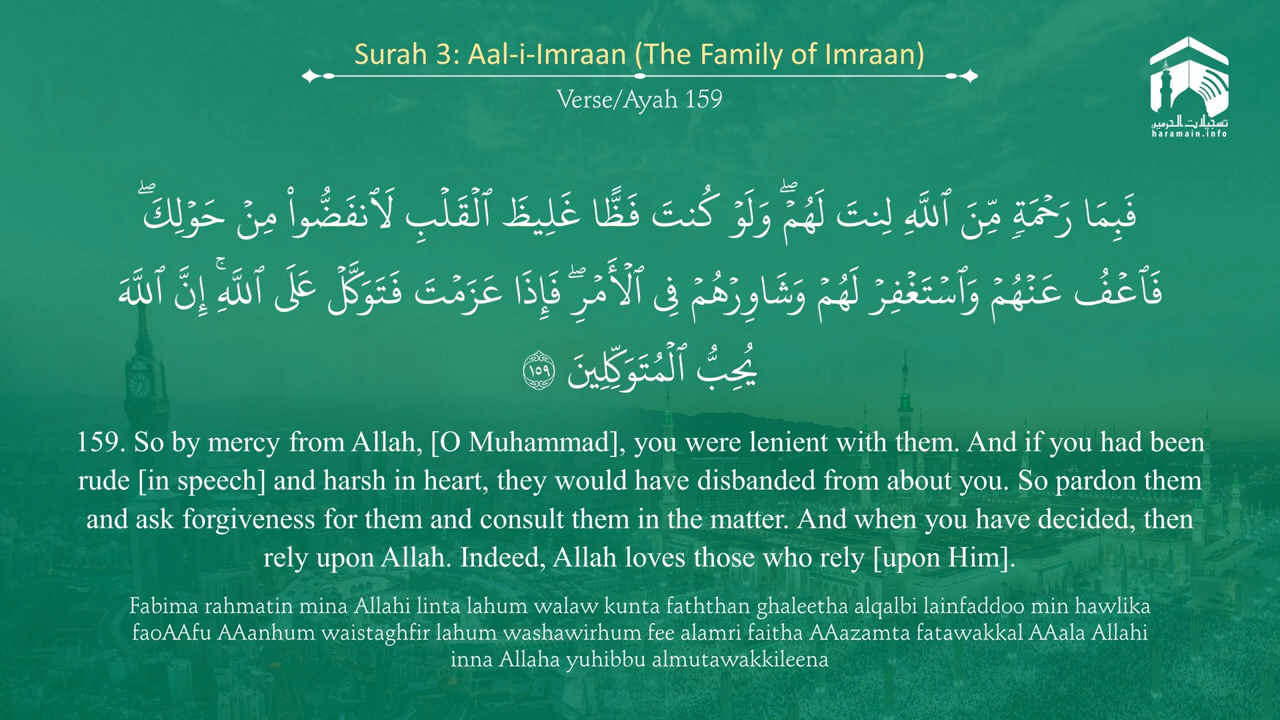 Surah 3: Aal-i-Imraan (The Family of Imraan)
Verse/Ayah 159
تسجيلات الحرمين
haramain.info
فَبِمَا رَحْمَةٍ مِّنَ ٱللَّهِ لِنتَ لَهُمْ ۖ وَلَوْ كُنتَ فَظًّا غَلِيظَ ٱلْقَلْبِ لَٱنفَضُّوا۟ مِنْ حَوْلِكَ ۖ
فَٱعْفُ عَنْهُمْ وَٱسْتَغْفِرْ لَهُمْ وَشَاوِرْهُمْ فِى ٱلْأَمْرِ ۖ فَإِذَا عَزَمْتَ فَتَوَكَّلْ عَلَى ٱللَّهِ ۚ إِنَّ ٱللَّهَ
يُحِبُّ ٱلْمُتَوَكِّلِينَ ١٥٩
159. So by mercy from Allah, [O Muhammad], you were lenient with them. And if you had been
rude [in speech] and harsh in heart, they would have disbanded from about you. So pardon them
and ask forgiveness for them and consult them in the matter. And when you have decided, then
rely upon Allah. Indeed, Allah loves those who rely [upon Him].
Fabima rahmatin mina Allahi linta lahum walaw kunta faththan ghaleetha alqalbi lainfaddoo min hawlika
faoAAfu AAanhum waistaghfir lahum washawirhum fee alamri faitha AAazamta fatawakkal AAala Allahi
inna Allaha yuhibbu almutawakkileena